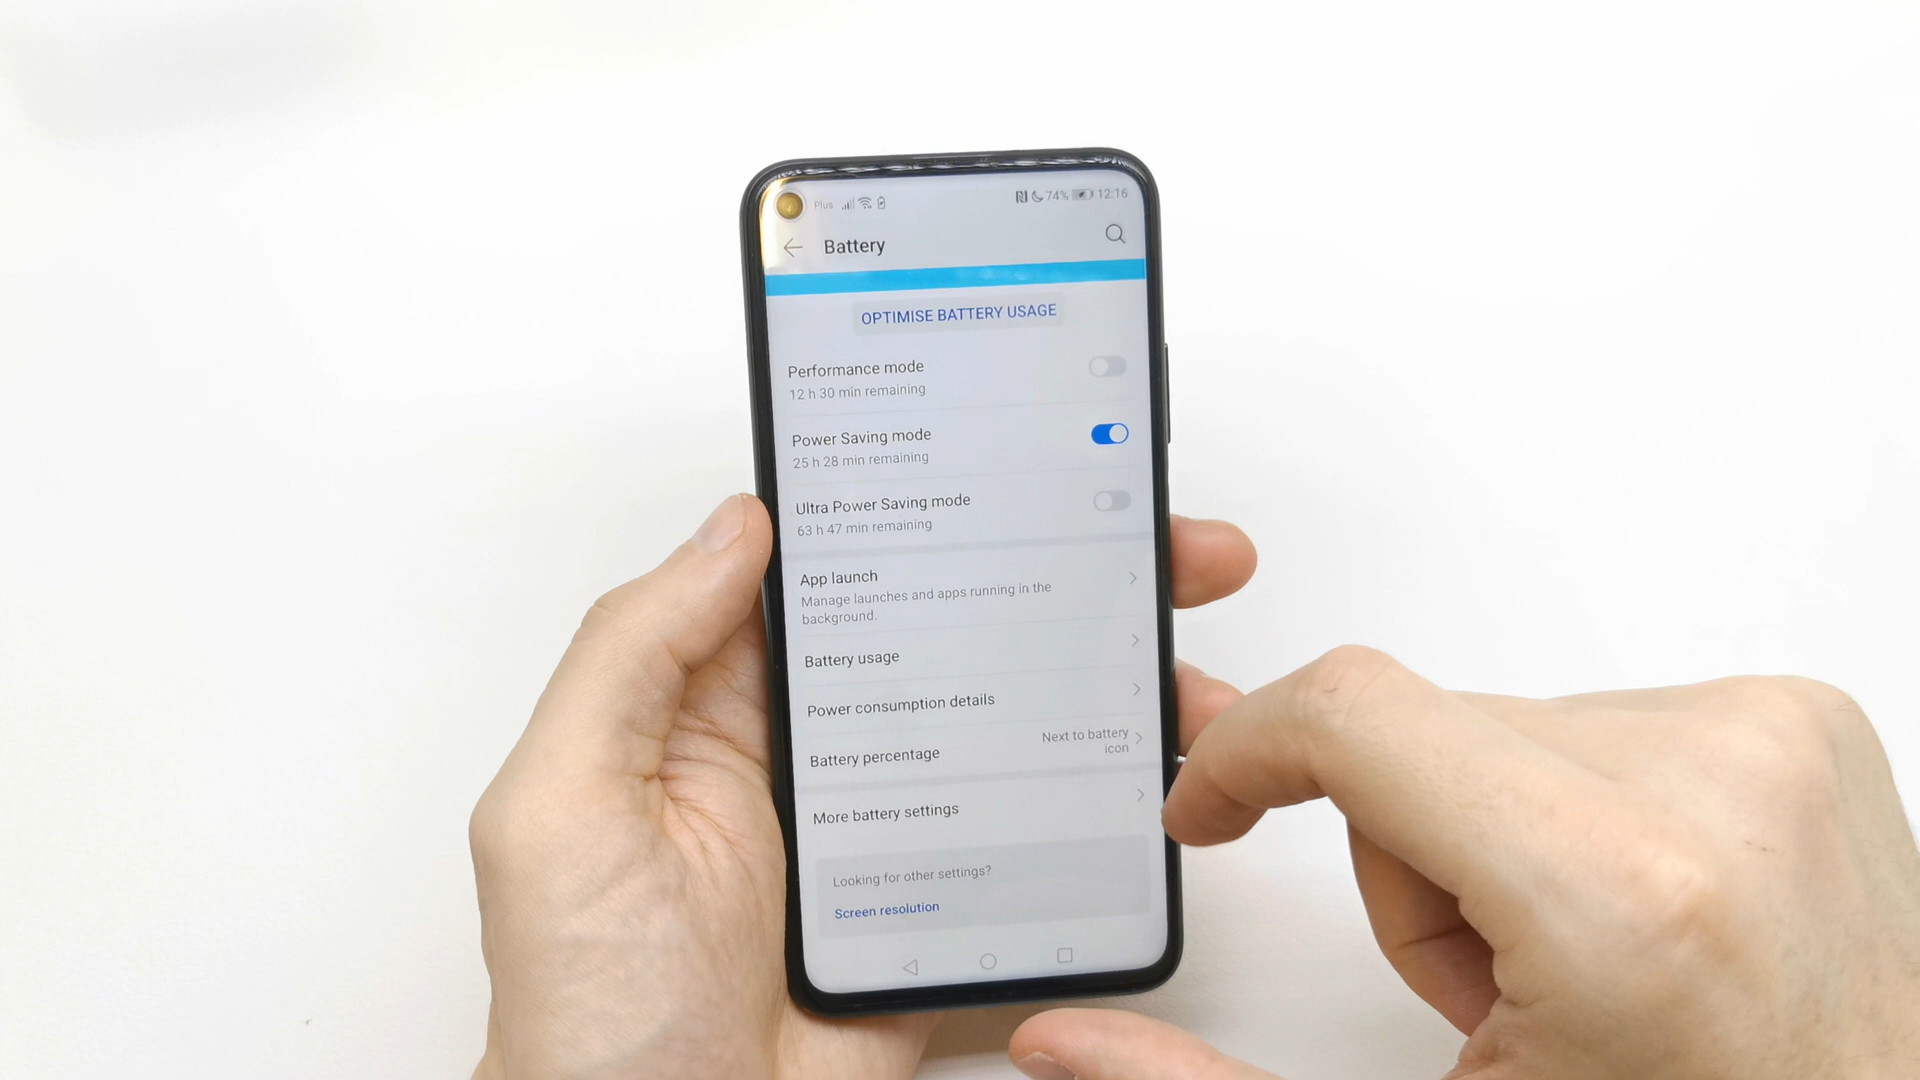 Plus 74% 12:16
Battery
OPTIMISE BATTERY USAGE
Performance mode
12 h 30 min remaining
Power Saving mode
25 h 28 min remaining
Ultra Power Saving mode
63 h 47 min remaining
App launch
Manage launches and apps running in the
background.
Battery usage
Power consumption details
Battery percentage
Next to battery
icon
More battery settings
Looking for other settings?
Screen resolution